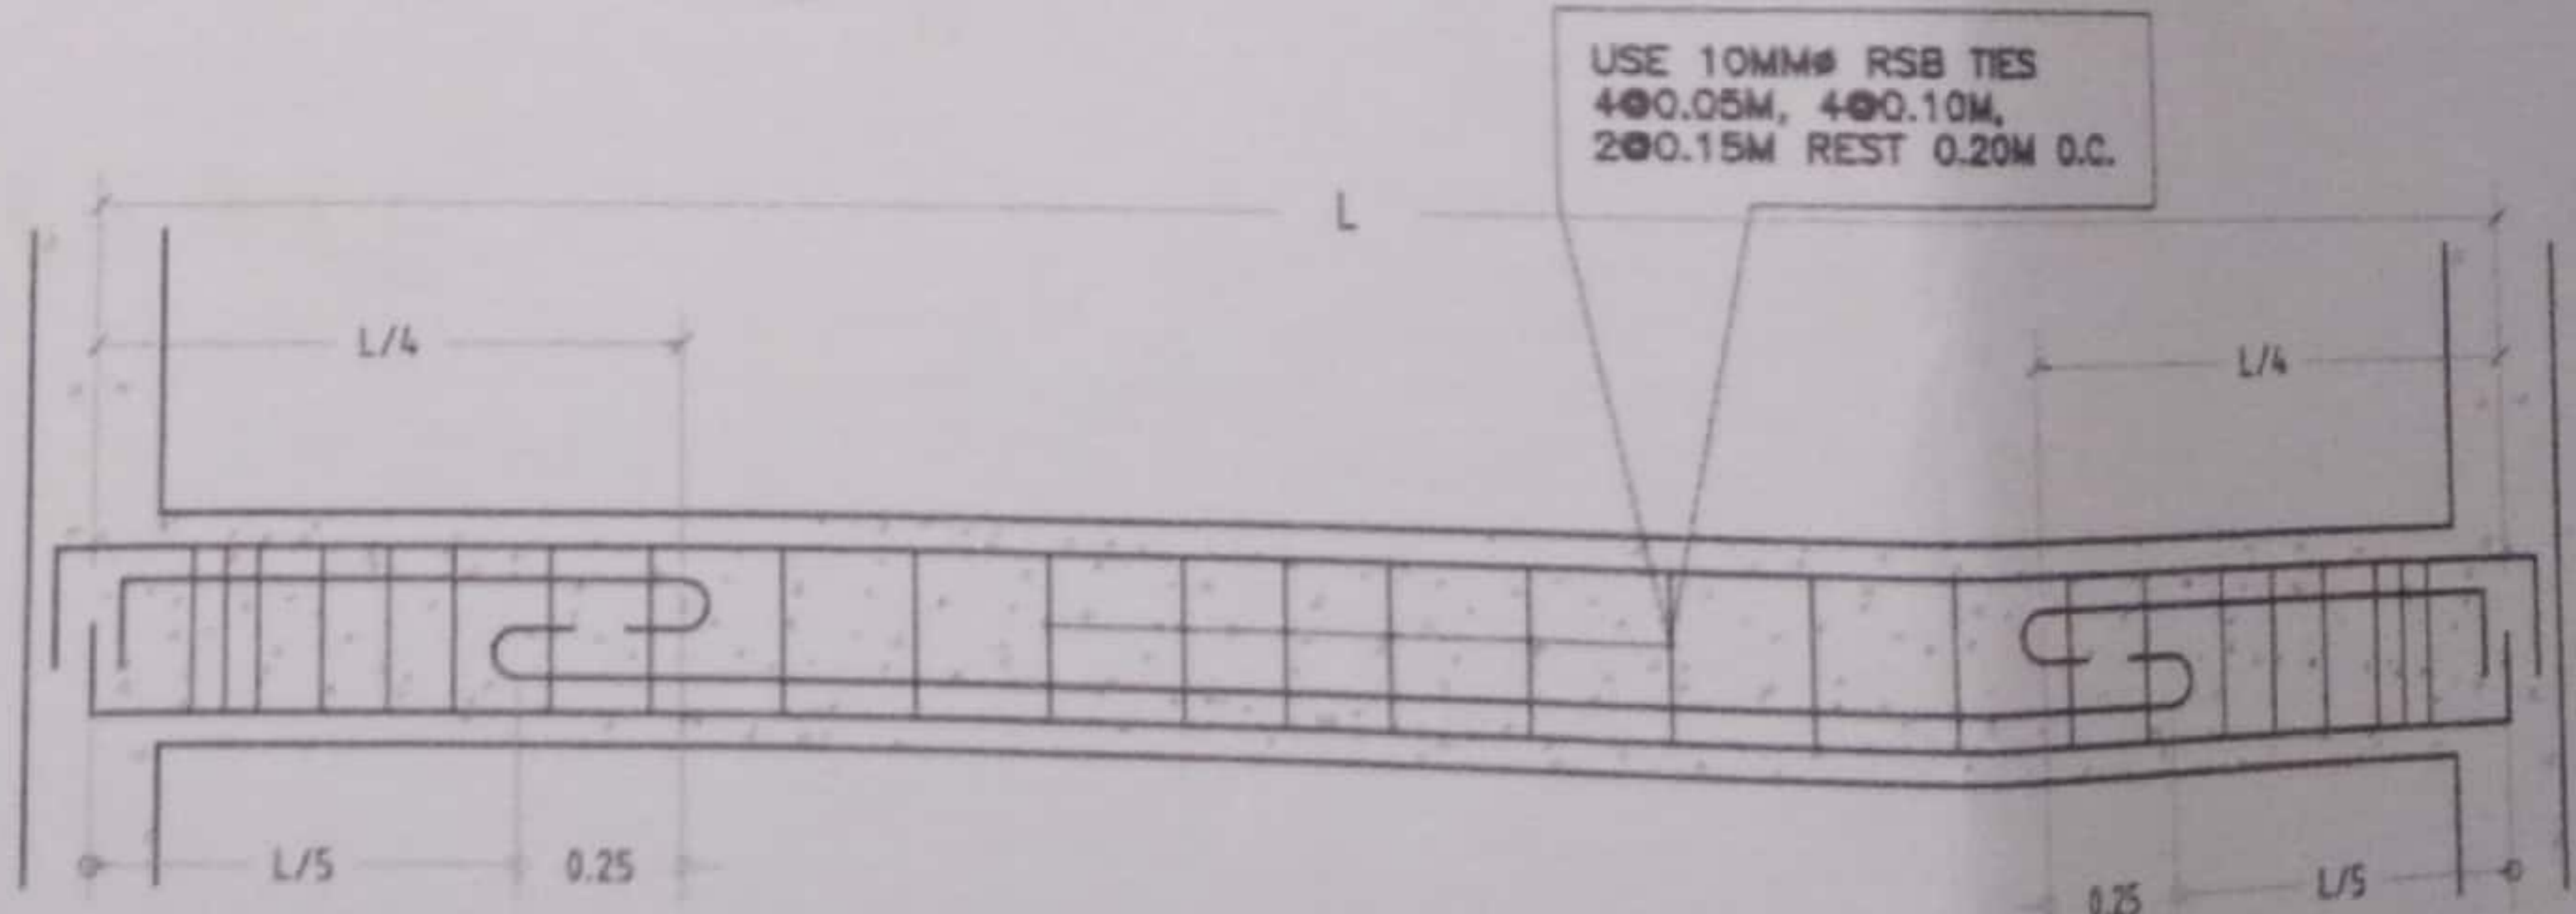 USE 10MMø RSB TIES
4@0.05M, 4@0.10M,
2@0.15M REST 0.20M O.C.
L
L/4
L/4
L/5
0.25
0.25
L/5